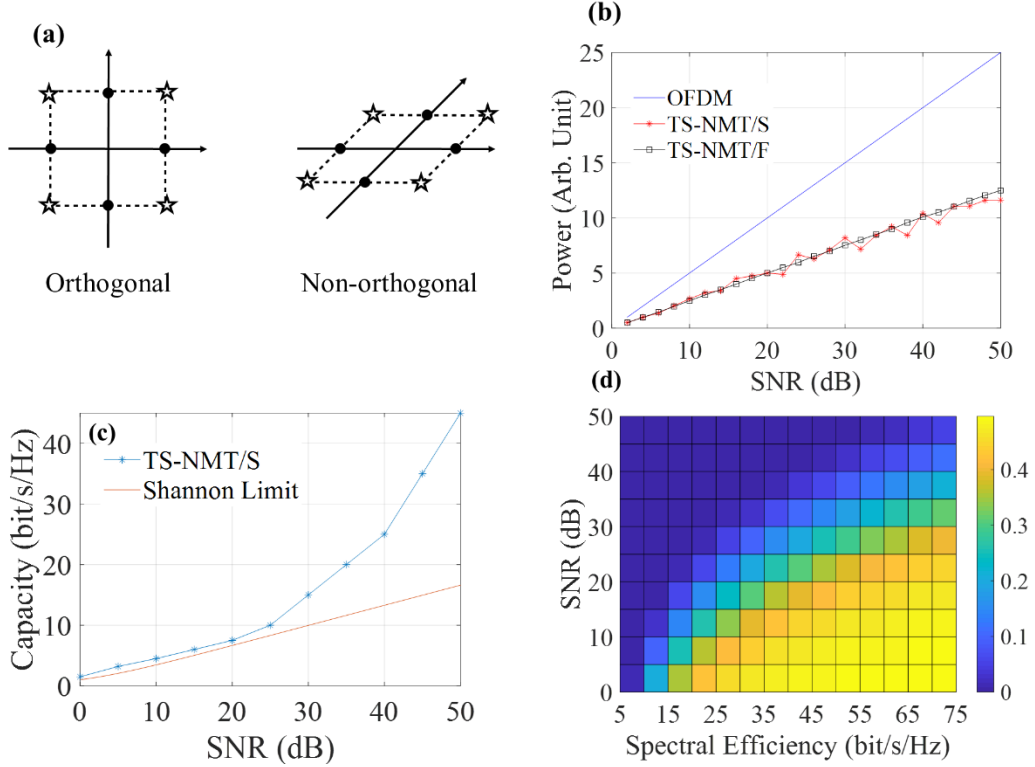 (a)
Orthogonal
Non-orthogonal
(b)
Power (Arb. Unit)
25
20
15
10
5
0
OFDM
TS-NMT/S
TS-NMT/F
0 10 20 30 40 50
SNR (dB)
(c)
Capacity (bit/s/Hz)
40
30
20
10
0
TS-NMT/S
Shannon Limit
0 10 20 30 40 50
SNR (dB)
(d)
SNR (dB)
50
40
30
20
10
0
5 15 25 35 45 55 65 75
Spectral Efficiency (bit/s/Hz)
0.4
0.3
0.2
0.1
0